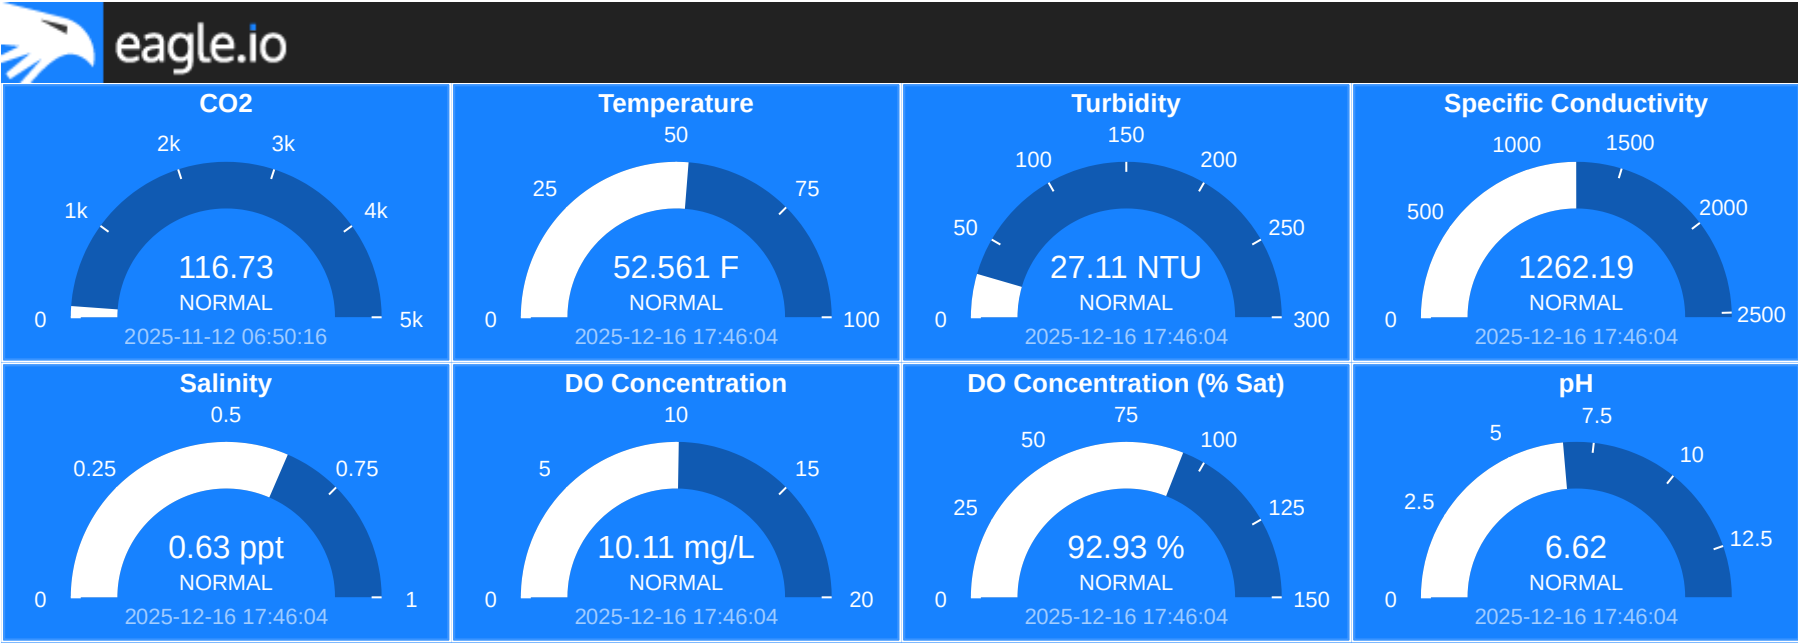 eagle.io
CO2
2k 3k
1k 4k
116.73
NORMAL
0 5k
2025-11-12 06:50:16
Temperature
50
25 75
52.561 F
NORMAL
0 100
2025-12-16 17:46:04
Turbidity
150
100 200
50 250
27.11 NTU
NORMAL
0 300
2025-12-16 17:46:04
Specific Conductivity
1000 1500
500 2000
1262.19
NORMAL
0 2500
2025-12-16 17:46:04
Salinity
0.5
0.25 0.75
0.63 ppt
NORMAL
0 1
2025-12-16 17:46:04
DO Concentration
10
5 15
10.11 mg/L
NORMAL
0 20
2025-12-16 17:46:04
DO Concentration (% Sat)
75
50 100
25 125
92.93 %
NORMAL
0 150
2025-12-16 17:46:04
pH
7.5
5 10
2.5 12.5
6.62
NORMAL
0
2025-12-16 17:46:04